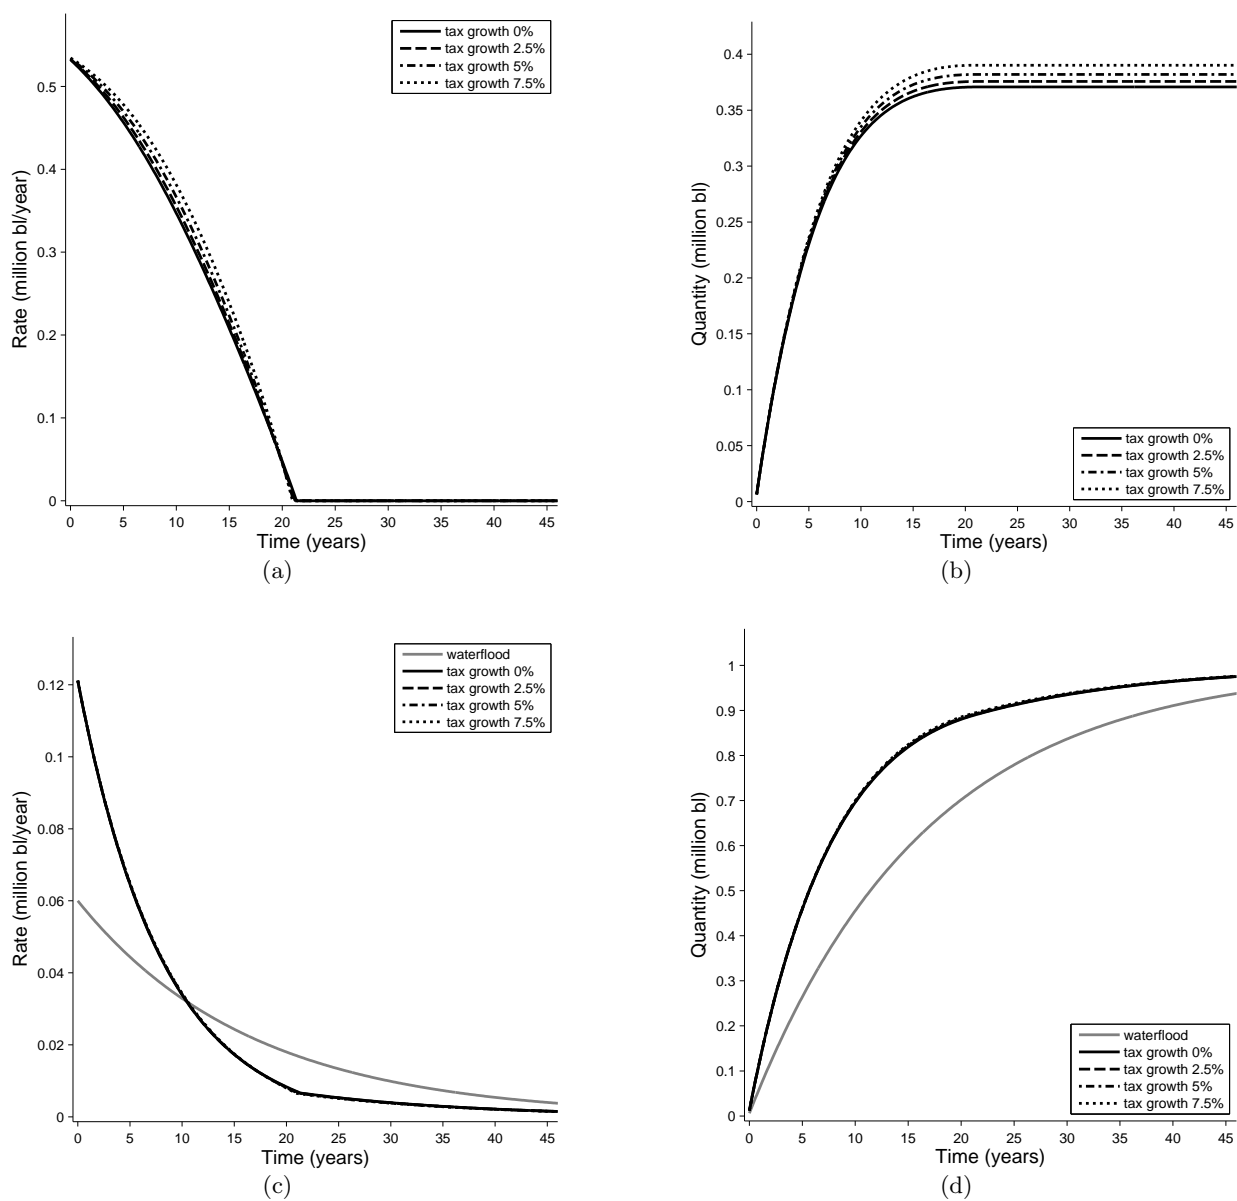 tax growth 0%
tax growth 2.5%
tax growth 5%
tax growth 7.5%
0.5
0.4
0.3
0.2
0.1
0
Rate (million bl/year)
0 5 10 15 20 25 30 35 40 45
Time (years)
(a)
0.4
0.35
0.3
0.25
0.2
0.15
0.1
0.05
0
Quantity (million bl)
tax growth 0%
tax growth 2.5%
tax growth 5%
tax growth 7.5%
0 5 10 15 20 25 30 35 40 45
Time (years)
(b)
waterflood
tax growth 0%
tax growth 2.5%
tax growth 5%
tax growth 7.5%
0.12
0.1
0.08
0.06
0.04
0.02
0
Rate (million bl/year)
0 5 10 15 20 25 30 35 40 45
Time (years)
(c)
1
0.9
0.8
0.7
0.6
0.5
0.4
0.3
0.2
0.1
0
Quantity (million bl)
waterflood
tax growth 0%
tax growth 2.5%
tax growth 5%
tax growth 7.5%
0 5 10 15 20 25 30 35 40 45
Time (years)
(d)